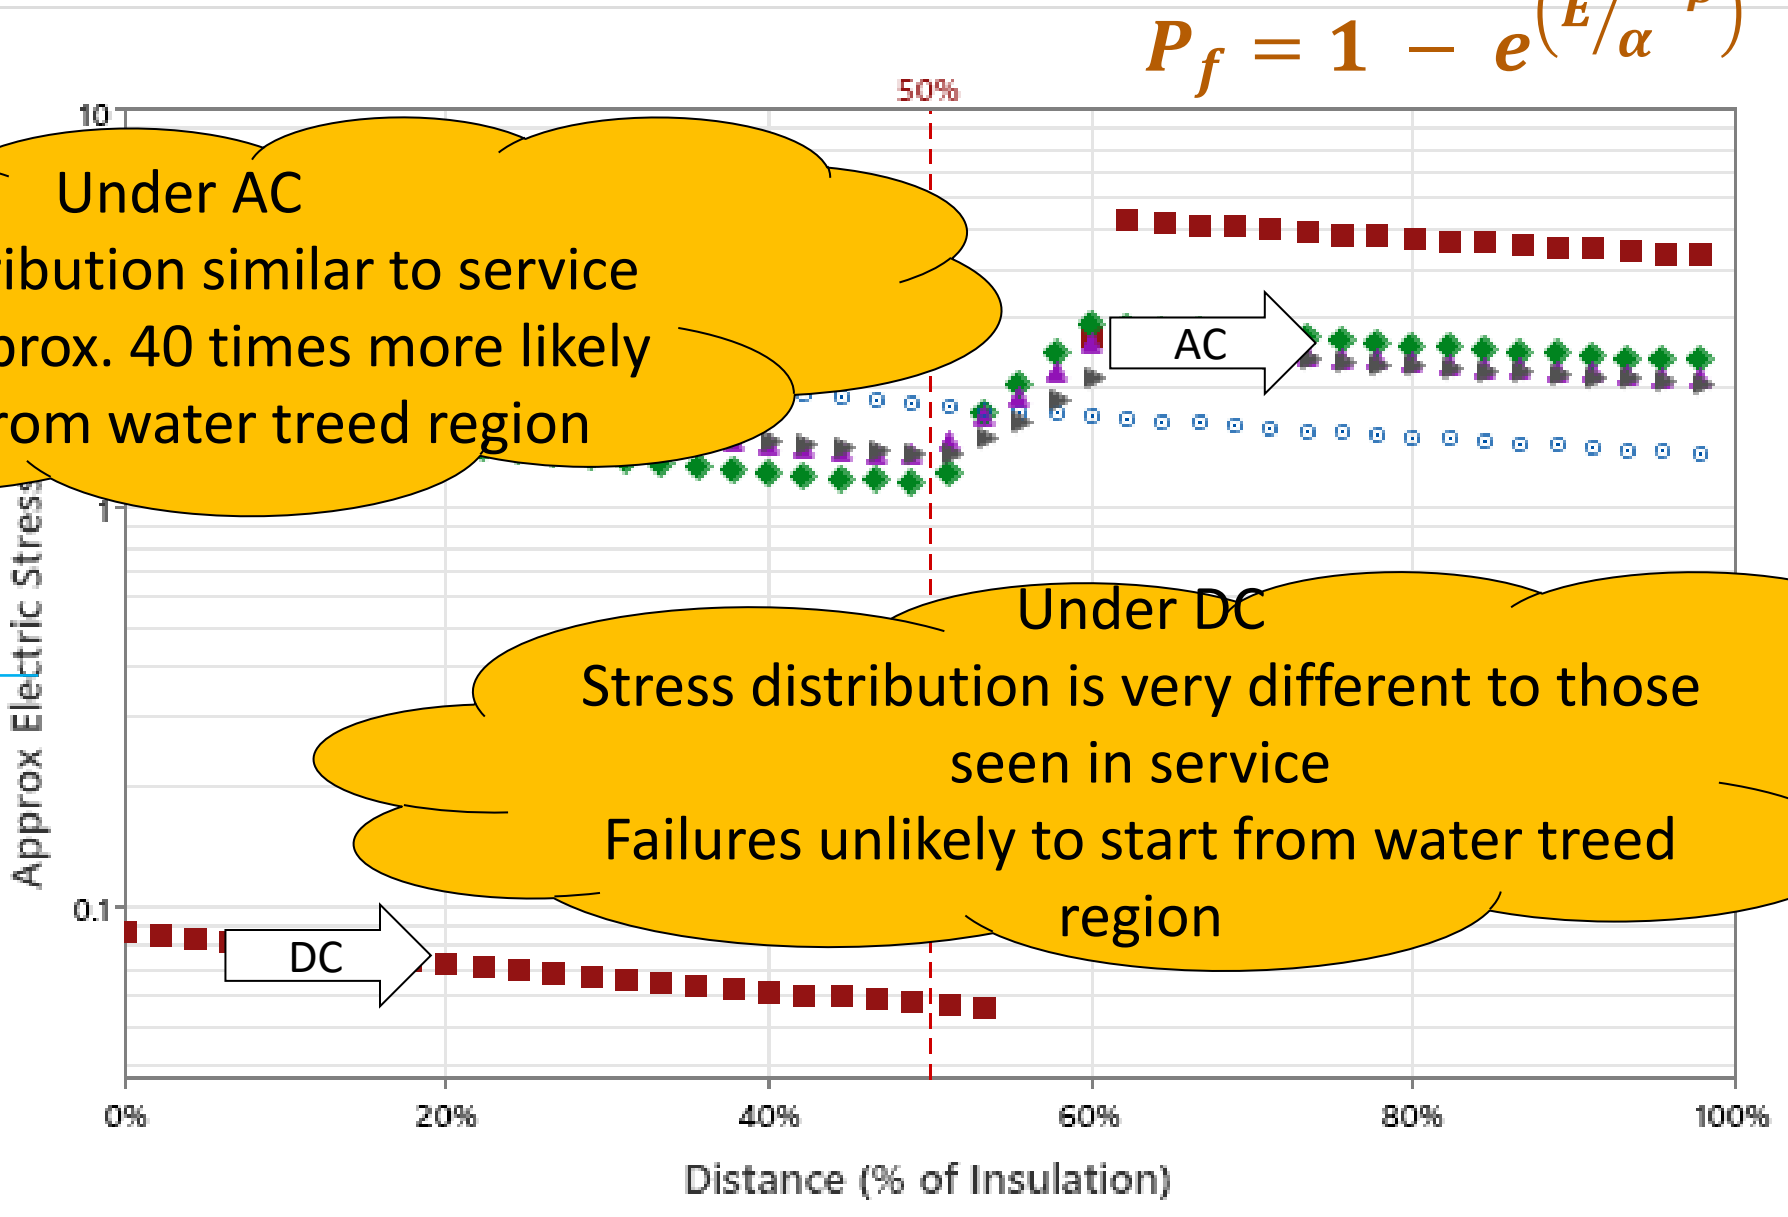 P_f = 1 − e^(E/α β)
50%
10
Under AC
ribution similar to service
prox. 40 times more likely
rom water treed region
AC
1
Approx Electric Stress
Under DC
Stress distribution is very different to those
seen in service
Failures unlikely to start from water treed
region
0.1
DC
0% 20% 40% 60% 80% 100%
Distance (% of Insulation)